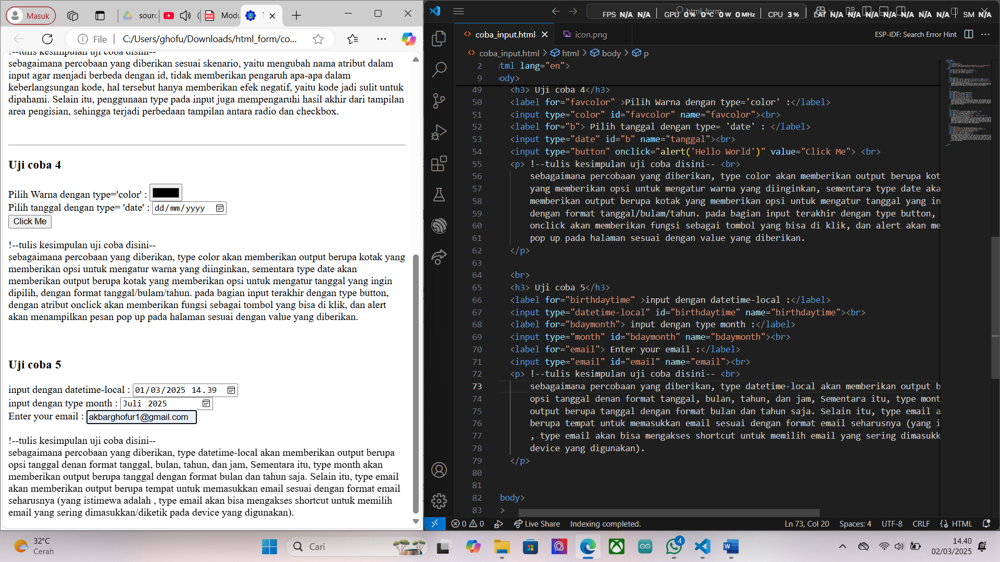 Masuk
sourc
Modu
T
File
C:/Users/ghofu/Downloads/html_form/co...
!--tulis kesimpulan uji coba disini--
sebagaimana percobaan yang diberikan sesuai skenario, yaitu mengubah nama atribut dalam
input agar menjadi berbeda dengan id, tidak memberikan pengaruh apa-apa dalam
keberlangsungan kode, hal tersebut hanya memberikan efek negatif, yaitu kode jadi sulit untuk
dipahami. Selain itu, penggunaan type pada input juga mempengaruhi hasil akhir dari tampilan
area pengisian, sehingga terjadi perbedaan tampilan antara radio dan checkbox.
Uji coba 4
Pilih Warna dengan type='color' :
Pilih tanggal dengan type= 'date' : dd/mm/yyyy
Click Me
!--tulis kesimpulan uji coba disini--
sebagaimana percobaan yang diberikan, type color akan memberikan output berupa kotak yang
memberikan opsi untuk mengatur warna yang diinginkan, sementara type date akan
memberikan output berupa kotak yang memberikan opsi untuk mengatur tanggal yang ingin
dipilih, dengan format tanggal/bulam/tahun. pada bagian input terakhir dengan type button,
dengan atribut onclick akan memberikan fungsi sebagai tombol yang bisa di klik, dan alert
akan menampilkan pesan pop up pada halaman sesuai dengan value yang diberikan.
Uji coba 5
input dengan datetime-local : 01/03/2025 14.39
input dengan type month : Juli 2025
Enter your email : akbarghofur1@gmail.com
!--tulis kesimpulan uji coba disini--
sebagaimana percobaan yang diberikan, type datetime-local akan memberikan output berupa
opsi tanggal denan format tanggal, bulan, tahun, dan jam, Sementara itu, type month akan
memberikan output berupa tanggal dengan format bulan dan tahun saja. Selain itu, type email
akan memberikan output berupa tempat untuk memasukkan email sesuai dengan format email
seharusnya (yang istimewa adalah , type email akan bisa mengakses shortcut untuk memilih
email yang sering dimasukkan/diketik pada device yang digunakan).
html_form
FPS N/A N/A GPU 0 % 0 °C 0 W 0 MHz CPU 3 % LAT N/A N/A N/A N/A N/A N/A N/A SM N/A
coba_input.html
icon.png
ESP-IDF: Search Error Hint
coba_input.html > html > body > p
2 tml lang="en">
9 body>
49 <h3> Uji coba 4</h3>
50 <label for="favcolor" >Pilih Warna dengan type='color' :</label>
51 <input type="color" id="favcolor" name="favcolor"><br>
52 <label for="b"> Pilih tanggal dengan type= 'date' : </label>
53 <input type="date" id="b" name="tanggal"><br>
54 <input type="button" onclick="alert('Hello World')" value="Click Me"> <br>
55 <p> !--tulis kesimpulan uji coba disini-- <br>
56 sebagaimana percobaan yang diberikan, type color akan memberikan output berupa kot
57 yang memberikan opsi untuk mengatur warna yang diinginkan, sementara type date aka
58 memberikan output berupa kotak yang memberikan opsi untuk mengatur tanggal yang in
59 dengan format tanggal/bulam/tahun. pada bagian input terakhir dengan type button,
60 onclick akan memberikan fungsi sebagai tombol yang bisa di klik, dan alert akan me
61 pop up pada halaman sesuai dengan value yang diberikan.
62 </p>
63
64 <br>
65 <h3> Uji coba 5</h3>
66 <label for="birthdaytime" >input dengan datetime-local :</label>
67 <input type="datetime-local" id="birthdaytime" name="birthdaytime"><br>
68 <label for="bdaymonth"> input dengan type month :</label>
69 <input type="month" id="bdaymonth" name="bdaymonth"><br>
70 <label for="email"> Enter your email :</label>
71 <input type="email" id="email" name="email"><br>
72 <p> !--tulis kesimpulan uji coba disini-- <br>
73 sebagaimana percobaan yang diberikan, type datetime-local akan memberikan output b
74 opsi tanggal denan format tanggal, bulan, tahun, dan jam, Sementara itu, type mont
75 output berupa tanggal dengan format bulan dan tahun saja. Selain itu, type email a
76 berupa tempat untuk memasukkan email sesuai dengan format email seharusnya (yang i
77 , type email akan bisa mengakses shortcut untuk memilih email yang sering dimasukk
78 device yang digunakan).
79 </p>
80
81
82 body>
83 >
0 0 Live Share Indexing completed. Ln 73, Col 20 Spaces: 4 UTF-8 CRLF HTML
32°C
Cerah
Cari
4
14.40
02/03/2025